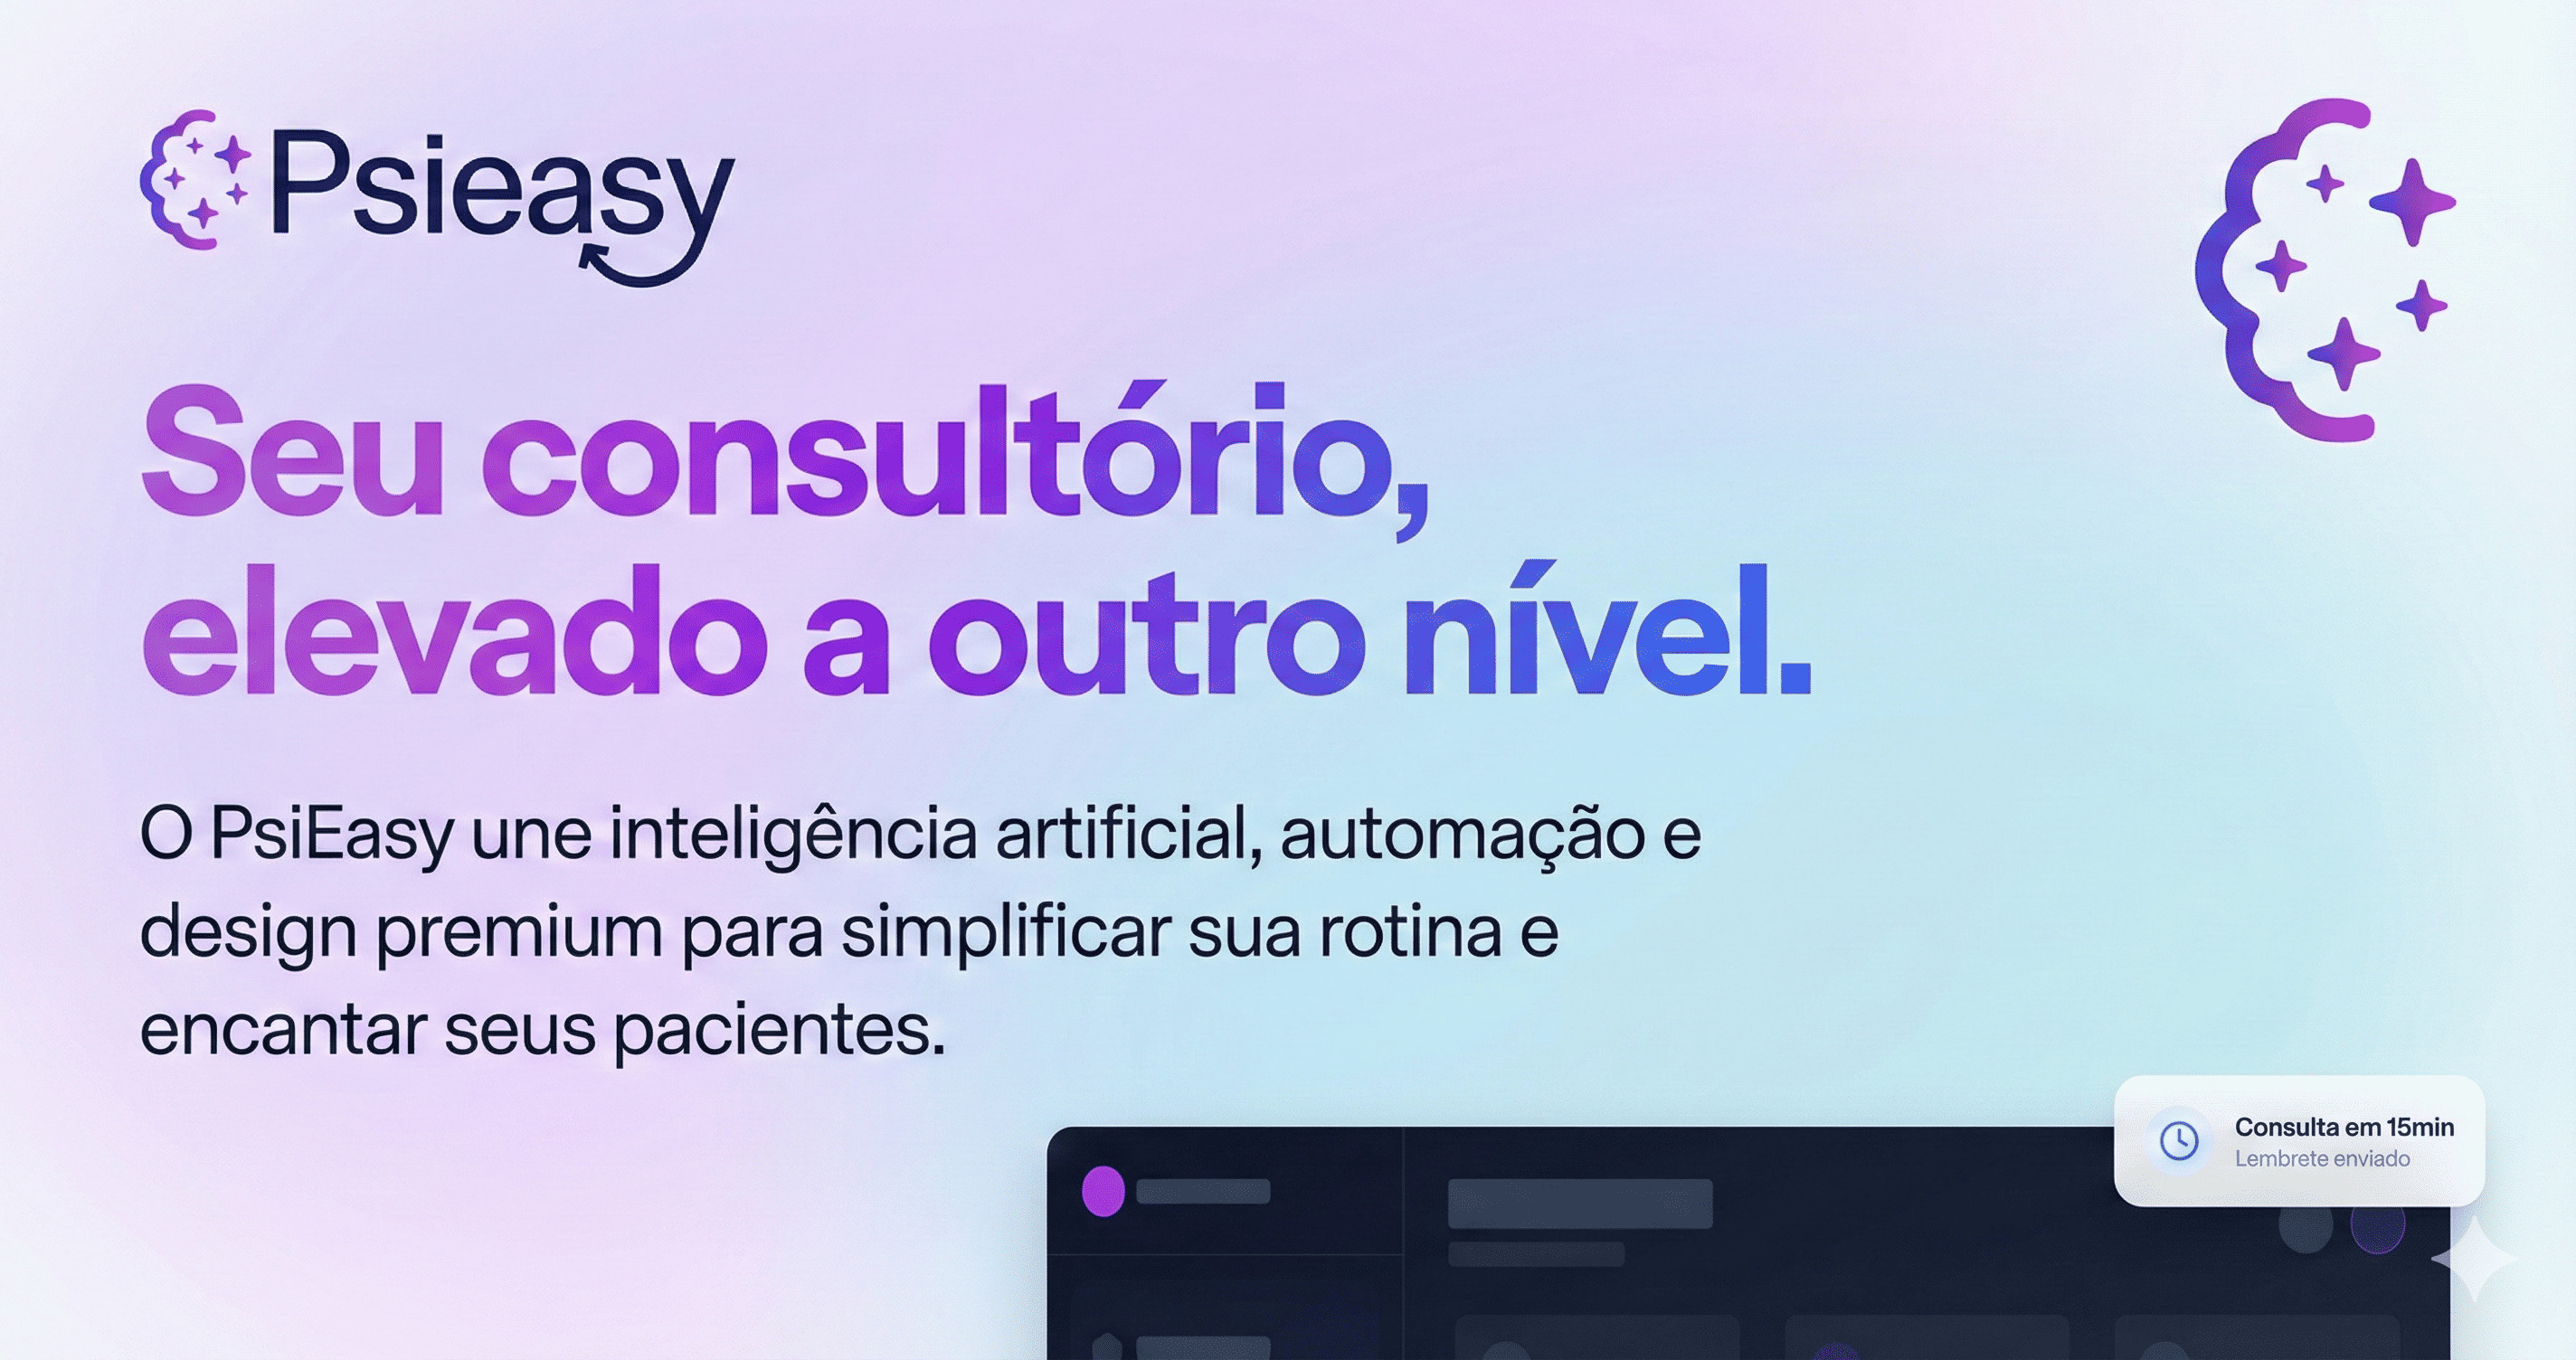 Psieasy
Seu consultório,
elevado a outro nível.
O PsiEasy une inteligência artificial, automação e
design premium para simplificar sua rotina e
encantar seus pacientes.
Consulta em 15min
Lembrete enviado